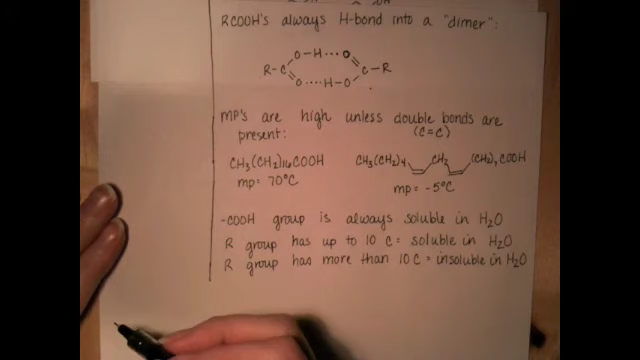 RCOOH's always H-bond into a "dimer":
O-H···O
R-C C-R
O····H-O
MP's are high unless double bonds are
present: (C=C)
CH3(CH2)16COOH CH3(CH2)4 CH2 (CH2)7COOH
mp= 70°C mp= -5°C
-COOH group is always soluble in H2O
R group has up to 10 C = soluble in H2O
R group has more than 10 C = insoluble in H2O